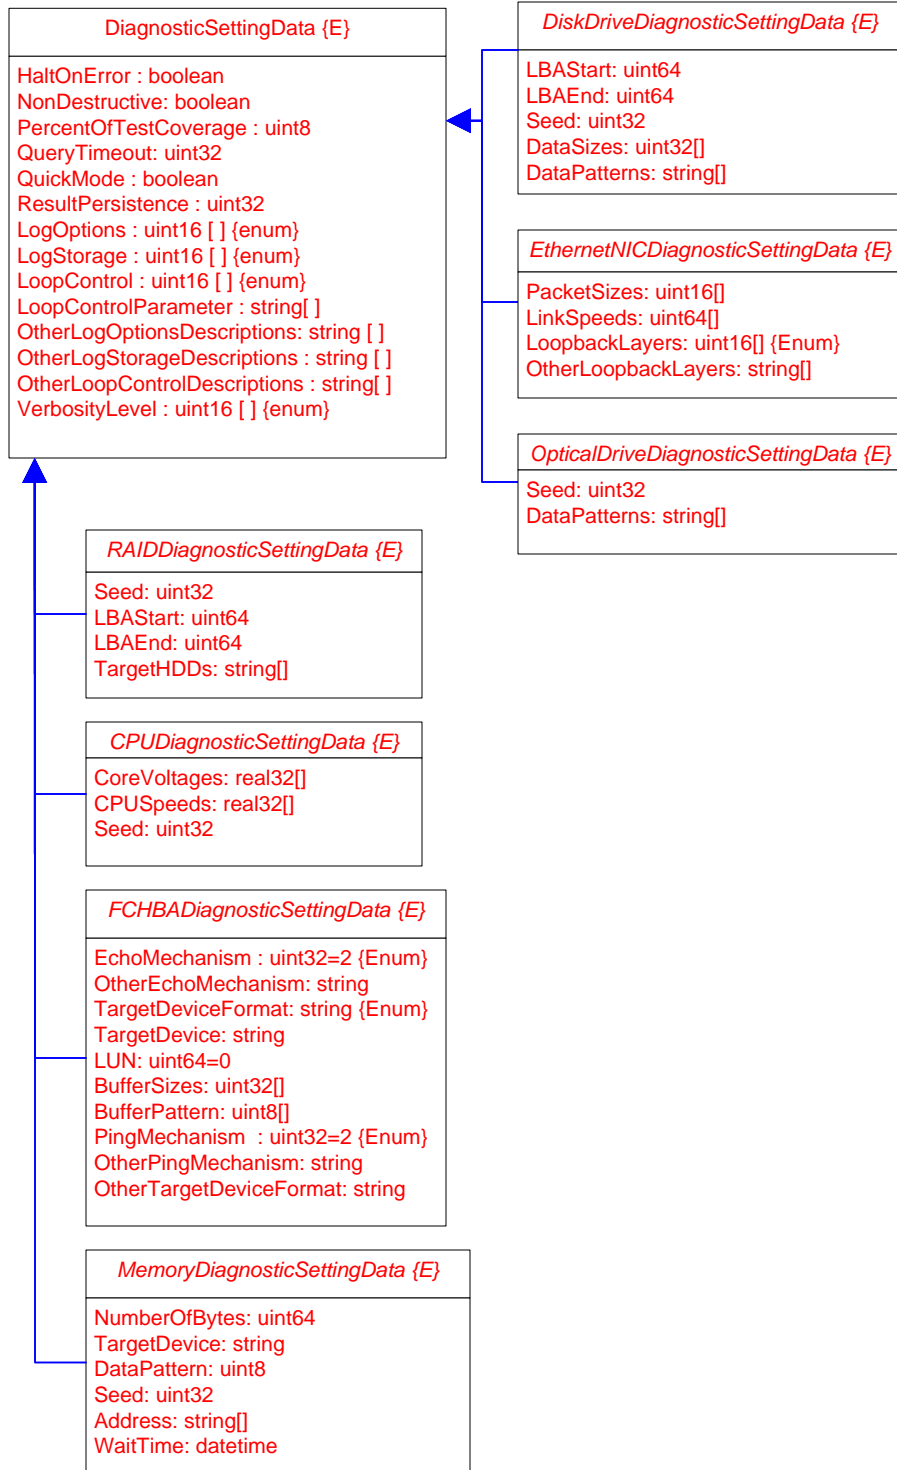 DiagnosticSettingData {E}
HaltOnError : boolean
NonDestructive: boolean
PercentOfTestCoverage : uint8
QueryTimeout: uint32
QuickMode : boolean
ResultPersistence : uint32
LogOptions : uint16 [ ] {enum}
LogStorage : uint16 [ ] {enum}
LoopControl : uint16 [ ] {enum}
LoopControlParameter : string[ ]
OtherLogOptionsDescriptions: string [ ]
OtherLogStorageDescriptions : string [ ]
OtherLoopControlDescriptions : string[ ]
VerbosityLevel : uint16 [ ] {enum}
DiskDriveDiagnosticSettingData {E}
LBAStart: uint64
LBAEnd: uint64
Seed: uint32
DataSizes: uint32[]
DataPatterns: string[]
EthernetNICDiagnosticSettingData {E}
PacketSizes: uint16[]
LinkSpeeds: uint64[]
LoopbackLayers: uint16[] {Enum}
OtherLoopbackLayers: string[]
OpticalDriveDiagnosticSettingData {E}
Seed: uint32
DataPatterns: string[]
RAIDDiagnosticSettingData {E}
Seed: uint32
LBAStart: uint64
LBAEnd: uint64
TargetHDDs: string[]
CPUDiagnosticSettingData {E}
CoreVoltages: real32[]
CPUSpeeds: real32[]
Seed: uint32
FCHBADiagnosticSettingData {E}
EchoMechanism : uint32=2 {Enum}
OtherEchoMechanism: string
TargetDeviceFormat: string {Enum}
TargetDevice: string
LUN: uint64=0
BufferSizes: uint32[]
BufferPattern: uint8[]
PingMechanism : uint32=2 {Enum}
OtherPingMechanism: string
OtherTargetDeviceFormat: string
MemoryDiagnosticSettingData {E}
NumberOfBytes: uint64
TargetDevice: string
DataPattern: uint8
Seed: uint32
Address: string[]
WaitTime: datetime